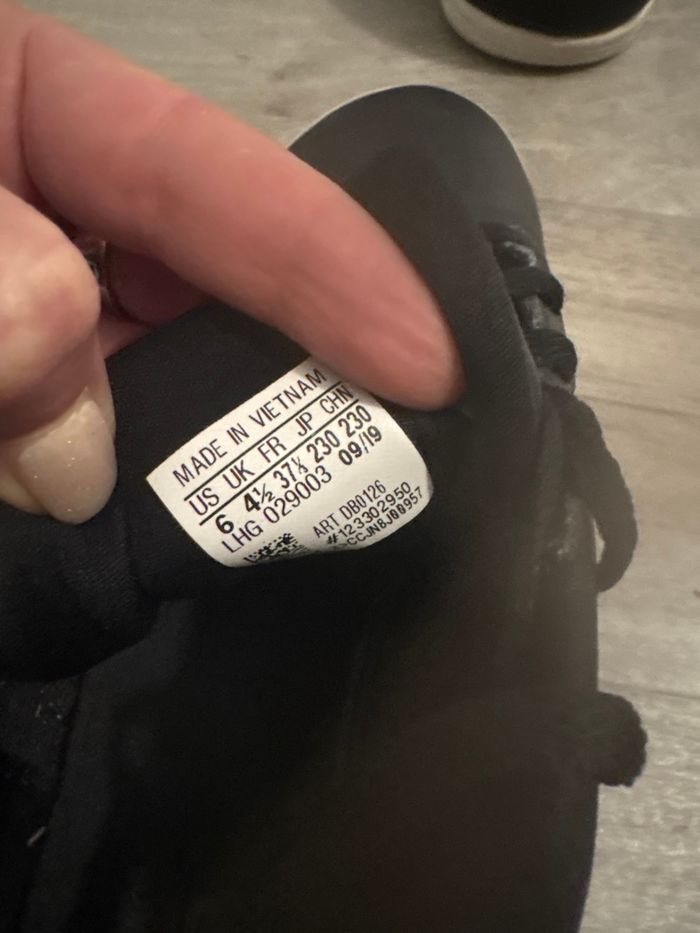 MADE IN VIETNAM
US UK FR JP CHN
6 4½ 37⅓ 230 230
LHG 029003 09/19
ART DB0126
#123302950